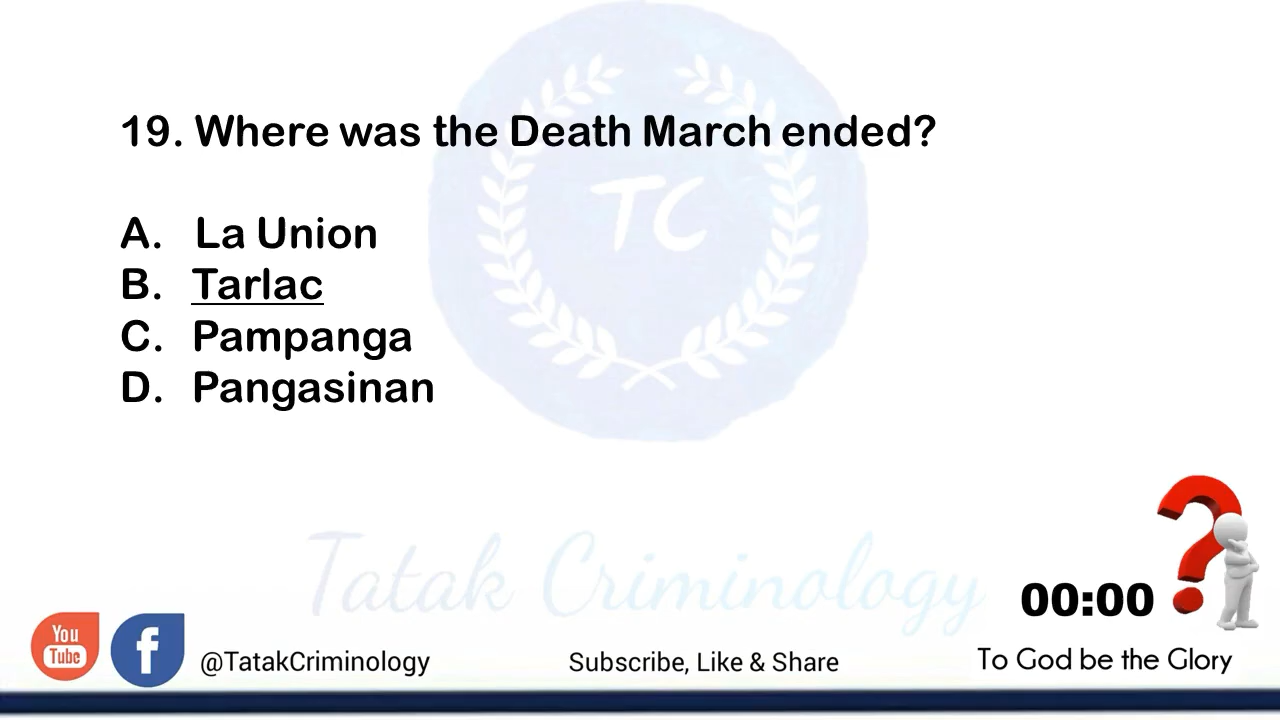 19. Where was the Death March ended?
A. La Union
B. Tarlac
C. Pampanga
D. Pangasinan
TC
Tatak Criminology
00:00
You
Tube
f
@TatakCriminology
Subscribe, Like & Share
To God be the Glory